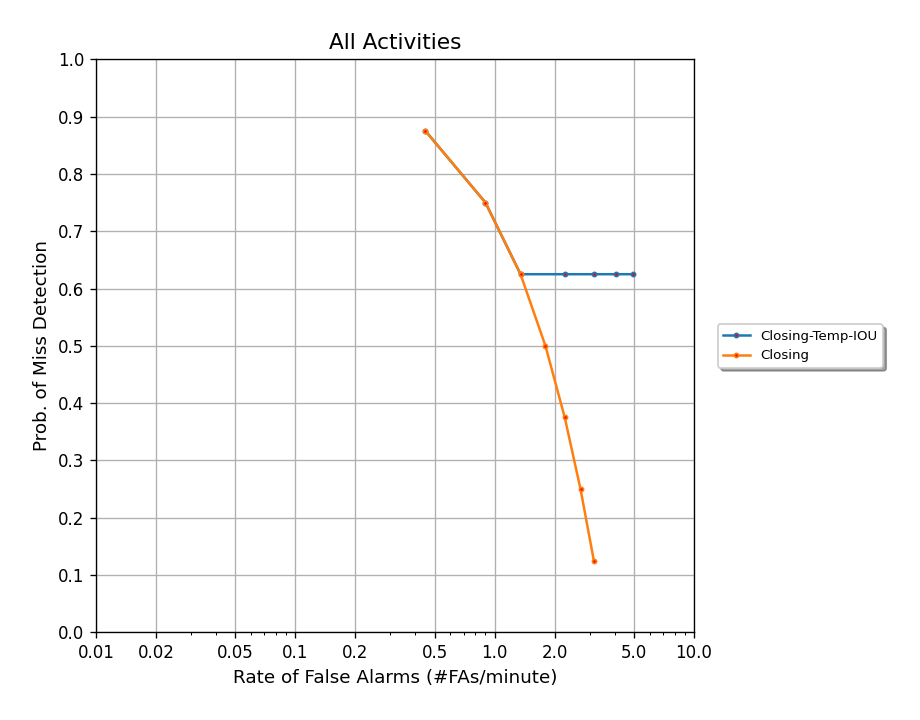 All Activities
1.0
0.9
0.8
0.7
0.6
0.5
0.4
0.3
0.2
0.1
0.0
Prob. of Miss Detection
0.01 0.02 0.05 0.1 0.2 0.5 1.0 2.0 5.0 10.0
Rate of False Alarms (#FAs/minute)
Closing-Temp-IOU
Closing